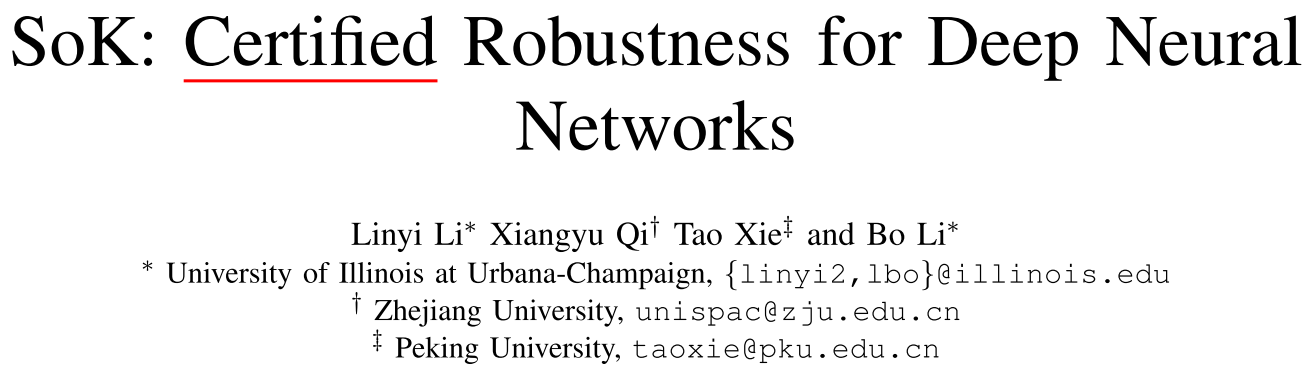 SoK: Certified Robustness for Deep Neural
Networks
Linyi Li* Xiangyu Qi† Tao Xie‡ and Bo Li*
* University of Illinois at Urbana-Champaign, {linyi2,lbo}@illinois.edu
† Zhejiang University, unispac@zju.edu.cn
‡ Peking University, taoxie@pku.edu.cn